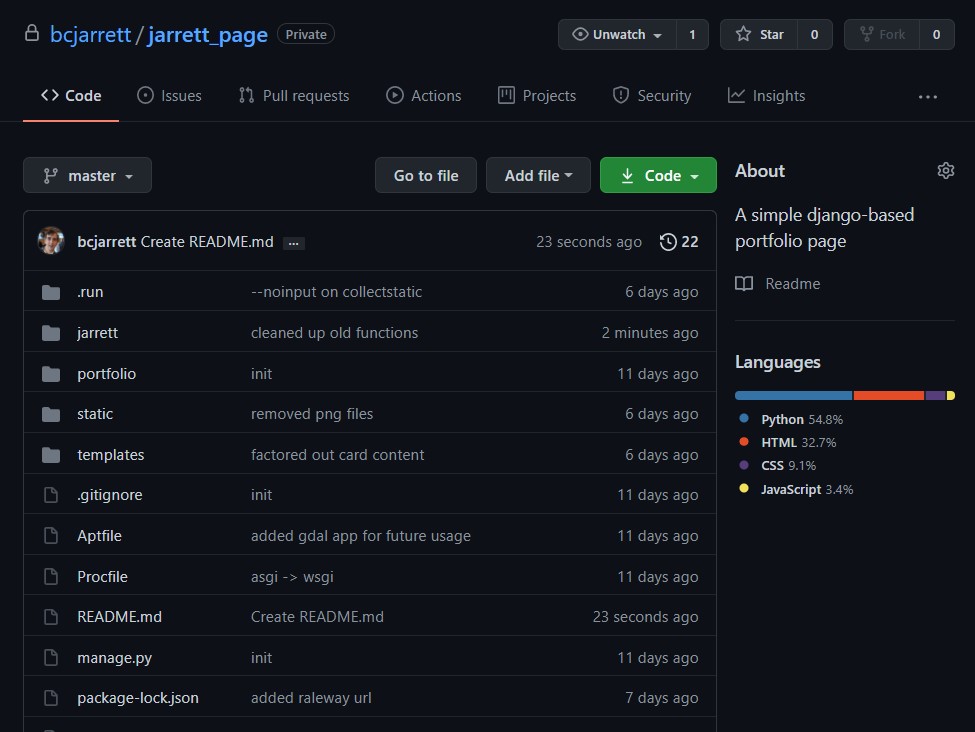 bcjarrett / jarrett_page Private Unwatch 1 Star 0 Fork 0
<> Code Issues Pull requests Actions Projects Security Insights ...
master Go to file Add file Code
bcjarrett Create README.md ... 23 seconds ago 22
.run --noinput on collectstatic 6 days ago
jarrett cleaned up old functions 2 minutes ago
portfolio init 11 days ago
static removed png files 6 days ago
templates factored out card content 6 days ago
.gitignore init 11 days ago
Aptfile added gdal app for future usage 11 days ago
Procfile asgi -> wsgi 11 days ago
README.md Create README.md 23 seconds ago
manage.py init 11 days ago
package-lock.json added raleway url 7 days ago
About
A simple django-based
portfolio page
Readme
Languages
Python 54.8%
HTML 32.7%
CSS 9.1%
JavaScript 3.4%